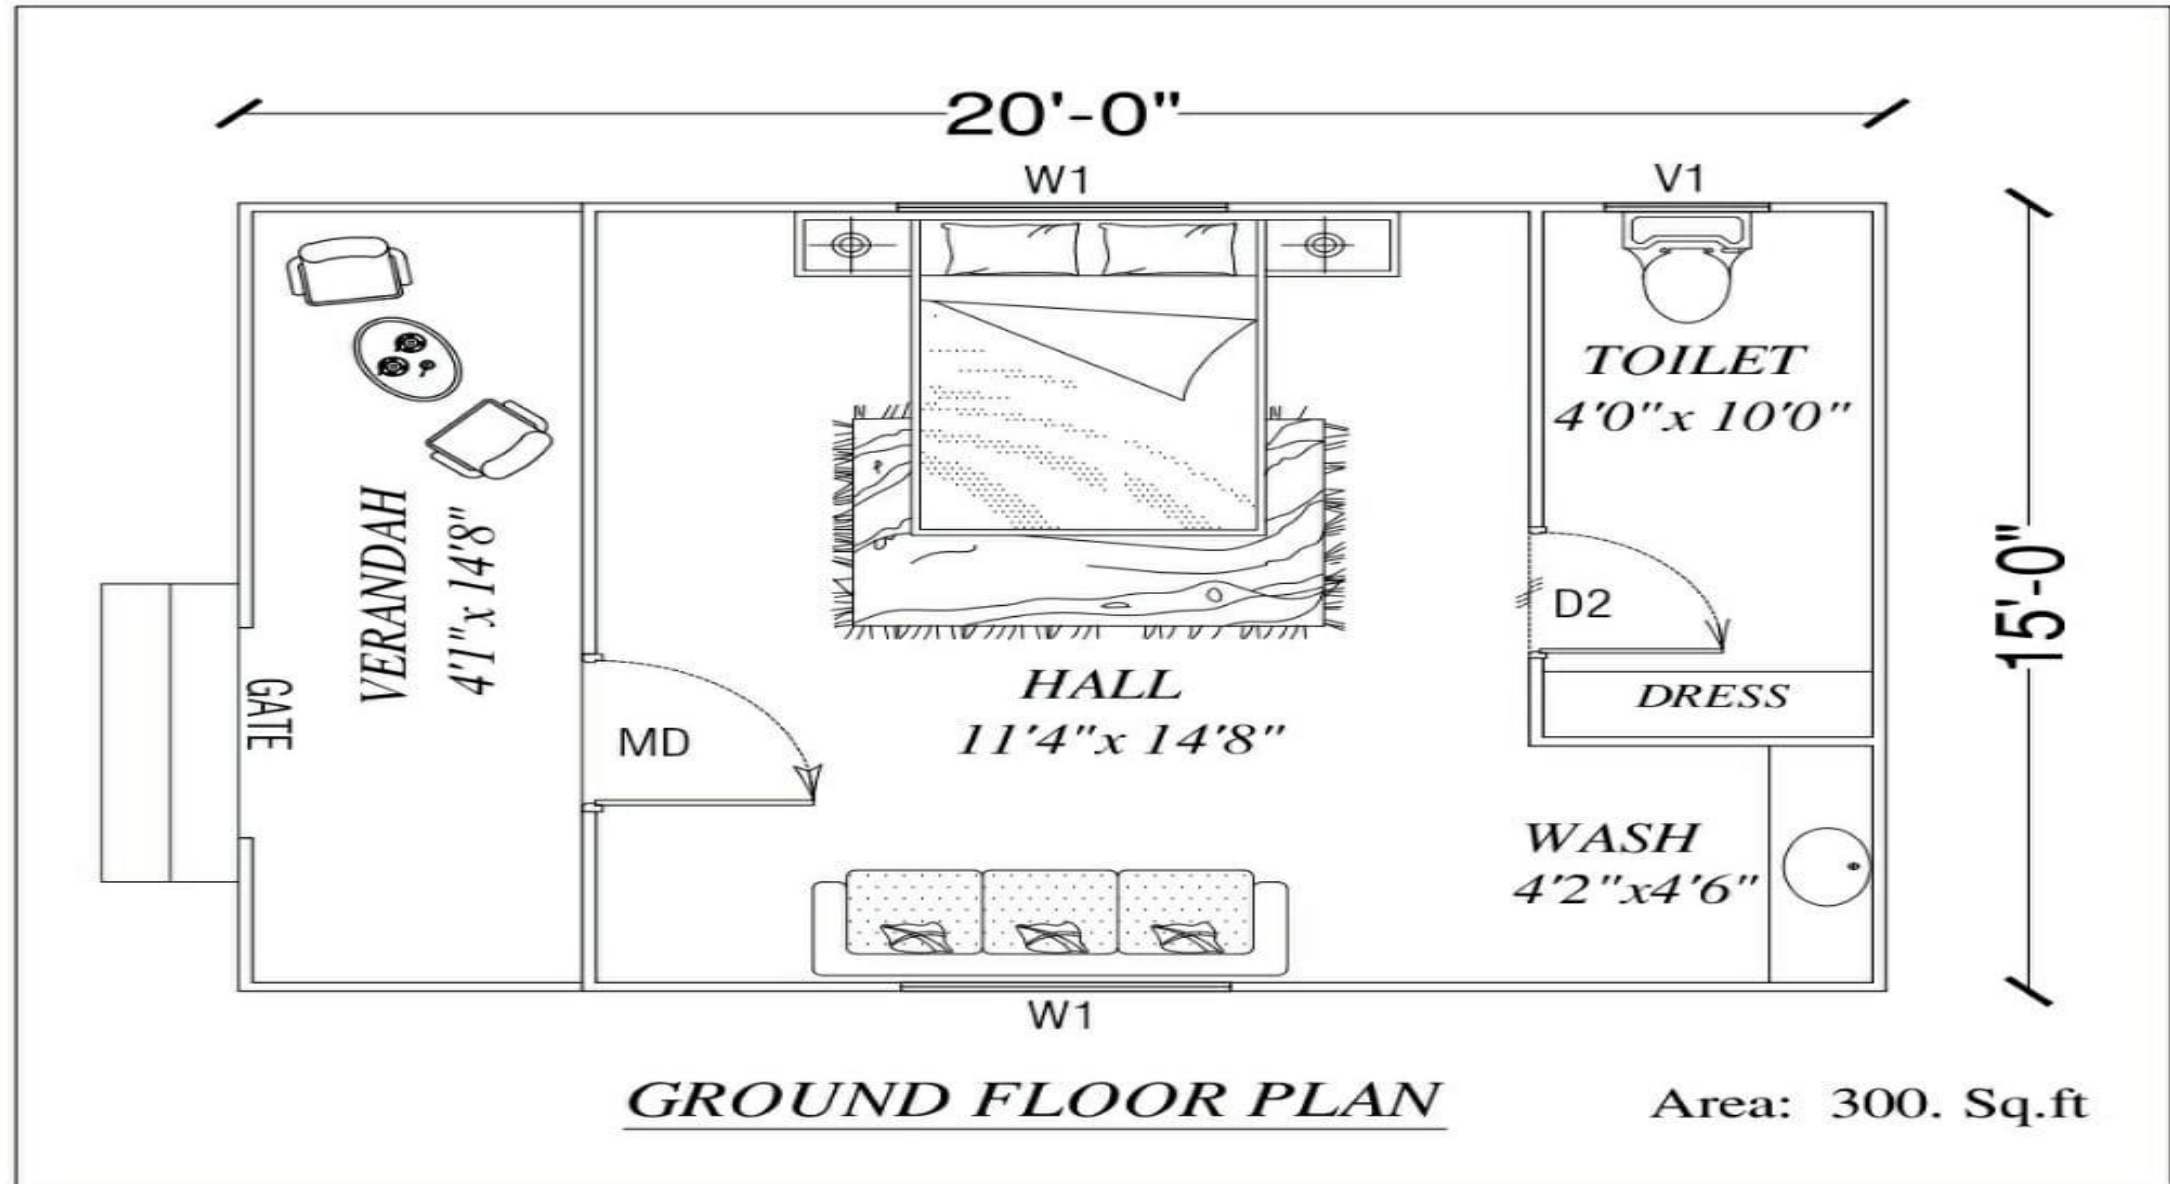 20'-0"
W1
V1
TOILET
4'0"x 10'0"
VERANDAH
4'1"x 14'8"
15'-0"
D2
GATE
MD
HALL
11'4"x 14'8"
DRESS
WASH
4'2"x4'6"
W1
GROUND FLOOR PLAN
Area: 300. Sq.ft